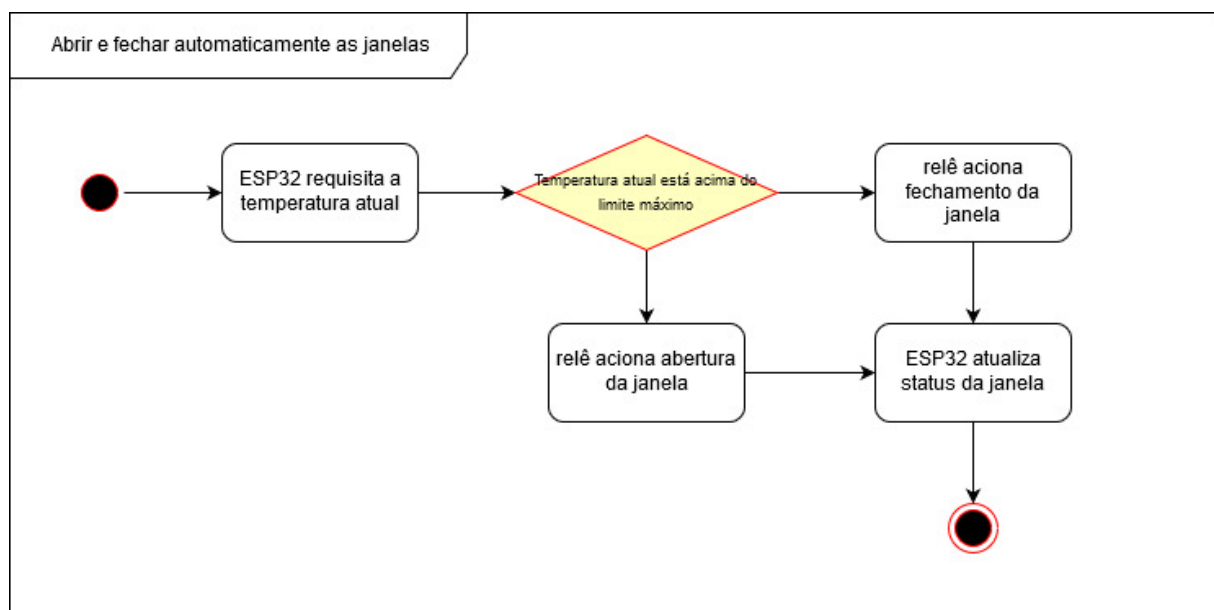 Abrir e fechar automaticamente as janelas
ESP32 requisita a
temperatura atual
Temperatura atual está acima do
limite máximo
relê aciona
fechamento da
janela
relê aciona abertura
da janela
ESP32 atualiza
status da janela